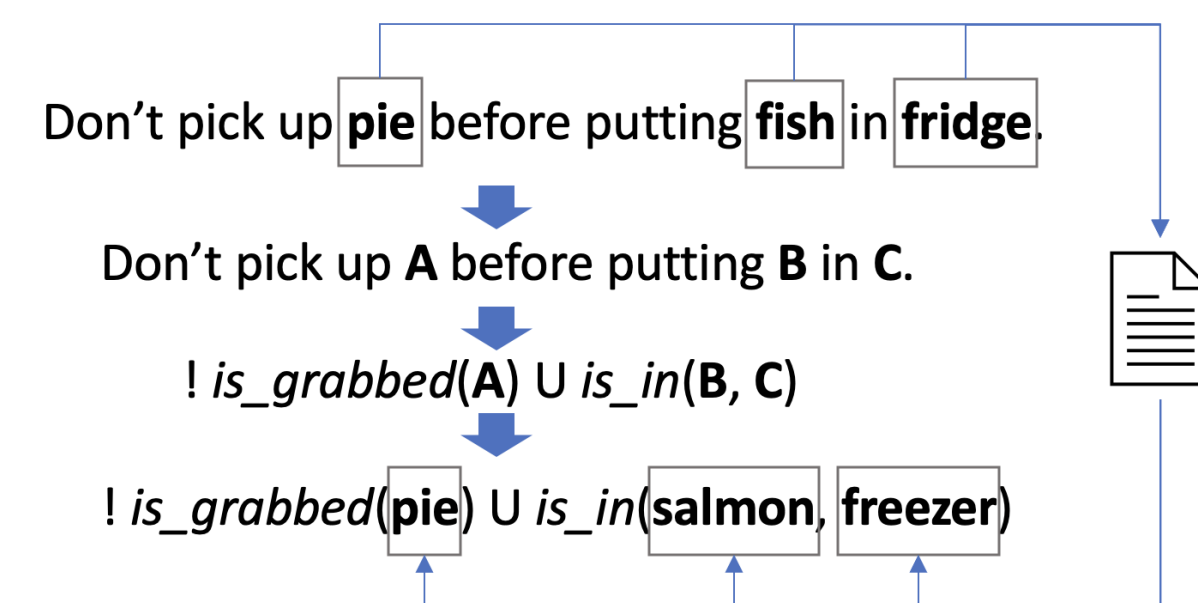 Don’t pick up pie before putting fish in fridge.
Don’t pick up A before putting B in C.
! is_grabbed(A) U is_in(B, C)
! is_grabbed(pie) U is_in(salmon, freezer)